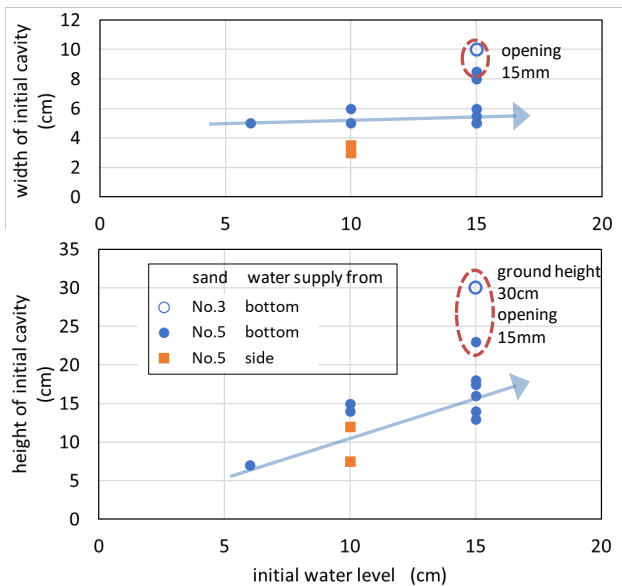 12
10
8
6
4
2
0
width of initial cavity
(cm)
opening
15mm
0 5 10 15 20
35
30
25
20
15
10
5
0
height of initial cavity
(cm)
sand water supply from
No.3 bottom
No.5 bottom
No.5 side
ground height
30cm
opening
15mm
0 5 10 15 20
initial water level (cm)